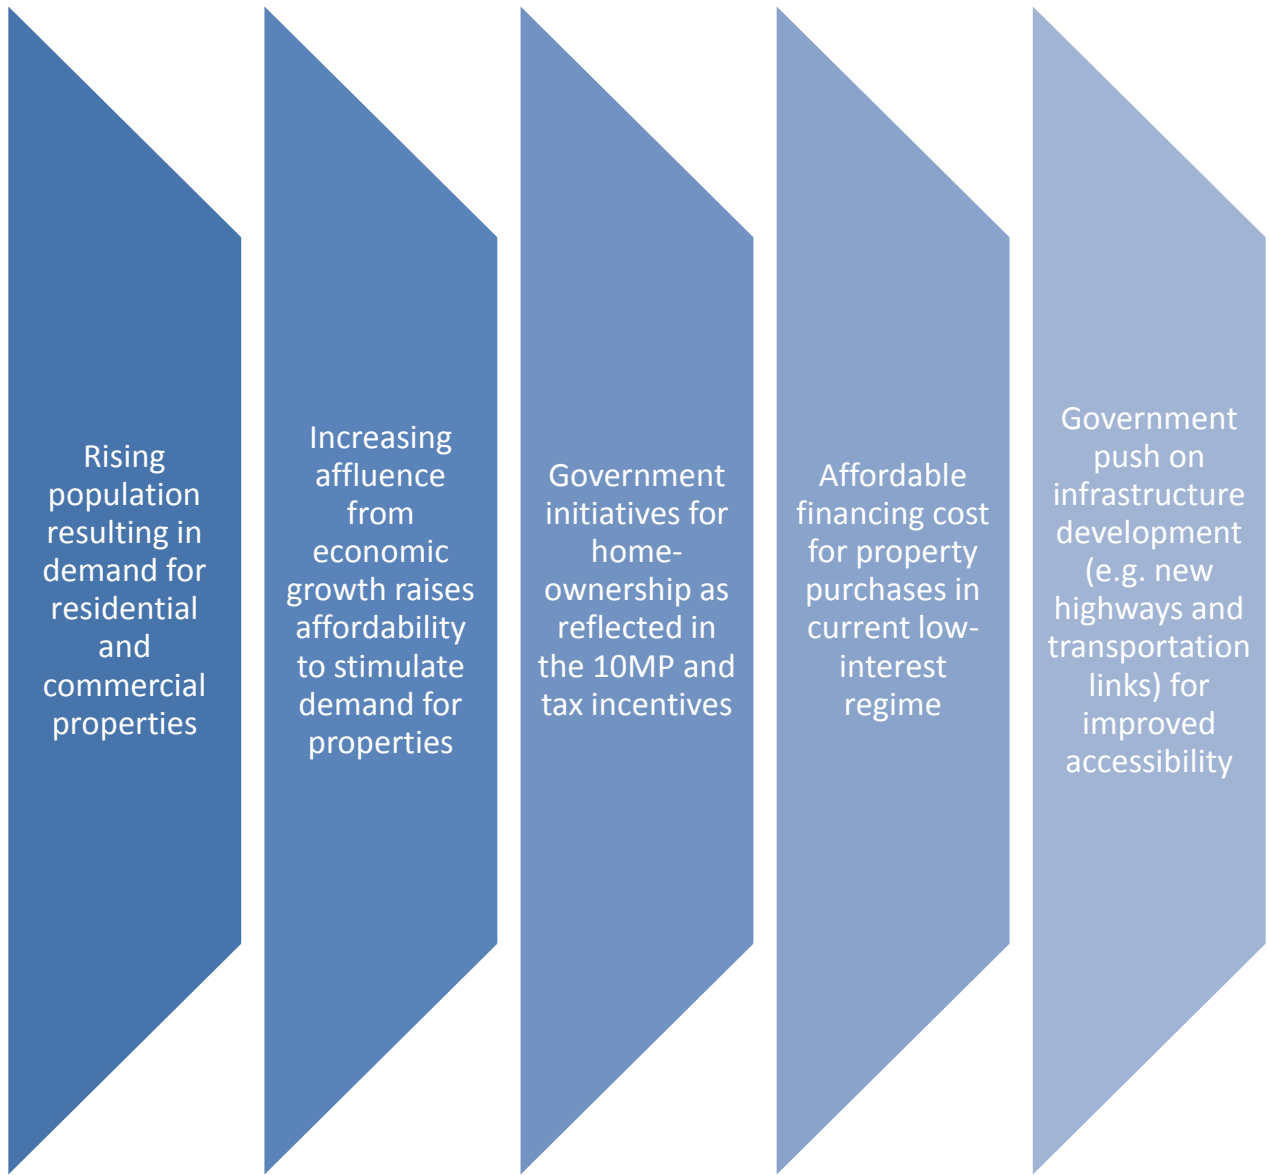 Rising
population
resulting in
demand for
residential
and
commercial
properties
Increasing
affluence
from
economic
growth raises
affordability
to stimulate
demand for
properties
Government
initiatives for
home-
ownership as
reflected in
the 10MP and
tax incentives
Affordable
financing cost
for property
purchases in
current low-
interest
regime
Government
push on
infrastructure
development
(e.g. new
highways and
transportation
links) for
improved
accessibility